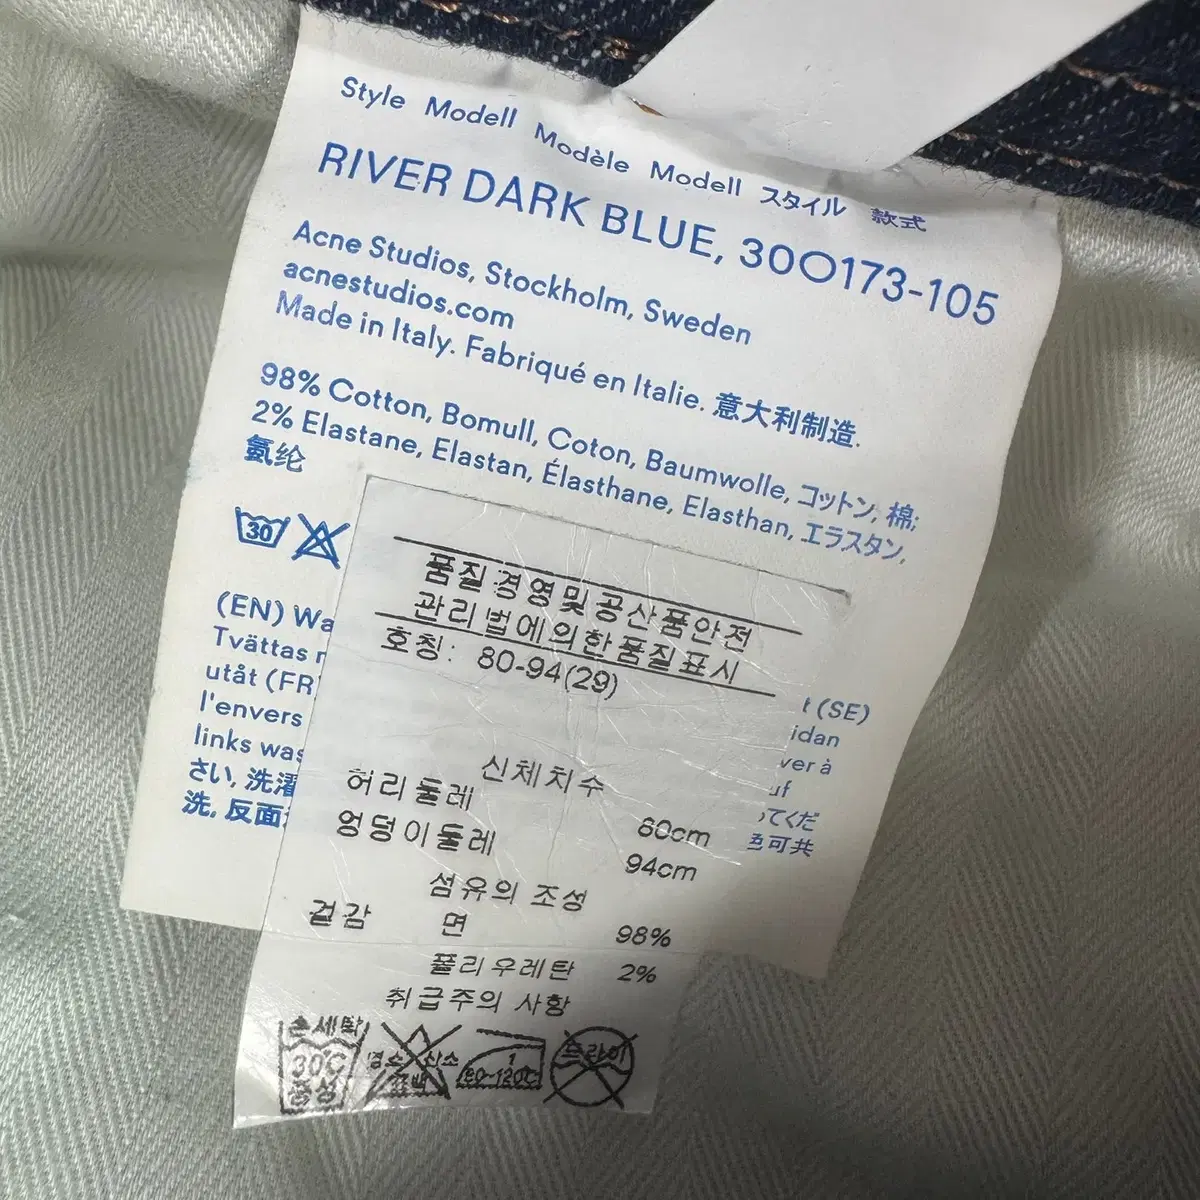 Style Modell Modèle Modell スタイル 款式
RIVER DARK BLUE, 30O173-105
Acne Studios, Stockholm, Sweden
acnestudios.com
Made in Italy. Fabriqué en Italie. 意大利制造.
98% Cotton, Bomull, Coton, Baumwolle, コットン, 棉;
2% Elastane, Elastan, Élasthane, Elasthan, エラスタン,
氨纶
30
(EN) Wa
Tvättas
utåt (FR
l'envers
links was
さい, 洗濯
洗, 反面
t (SE)
idan
ver à
uf
てくだ
可共
품질경영및공산품안전
관리법에의한품질표시
호칭: 80-94(29)
신체치수
허리둘레 80cm
엉덩이둘레 94cm
섬유의 조성
겉감 면 98%
폴리우레탄 2%
취급주의 사항
손세탁
30℃
중성
염소 산소
표백
1
80~120℃
드라이